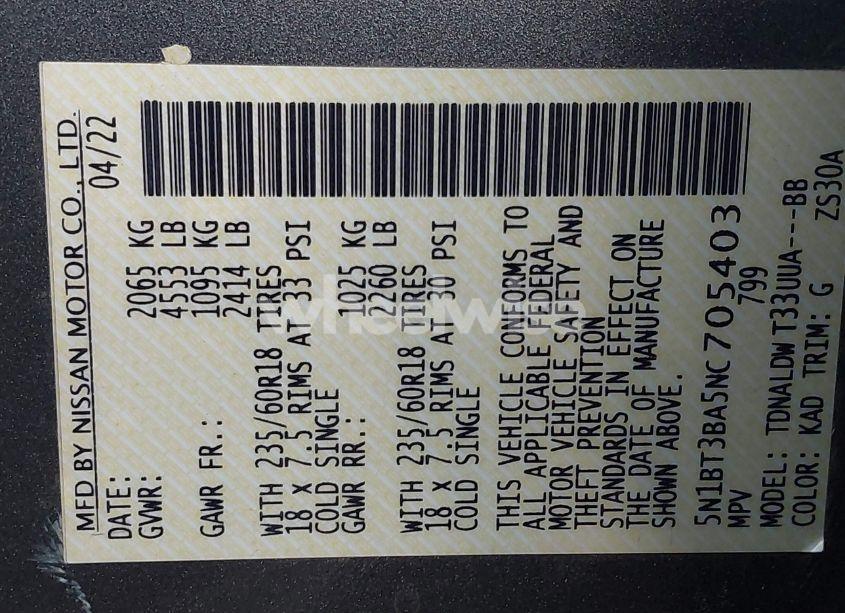 MFD BY NISSAN MOTOR CO., LTD.
DATE: 04/22
GVWR: 2065 KG
4553 LB
GAWR FR.: 1095 KG
2414 LB
WITH 235/60R18 TIRES
18 X 7.5 RIMS AT 33 PSI
COLD SINGLE
GAWR RR.: 1025 KG
2260 LB
WITH 235/60R18 TIRES
18 X 7.5 RIMS AT 30 PSI
COLD SINGLE
THIS VEHICLE CONFORMS TO
ALL APPLICABLE FEDERAL
MOTOR VEHICLE SAFETY AND
THEFT PREVENTION
STANDARDS IN EFFECT ON
THE DATE OF MANUFACTURE
SHOWN ABOVE.
5N1BT3BA5NC705403
MPV 799
MODEL: TDNALDW T33UUA---BB
COLOR: KAD TRIM: G ZS30A